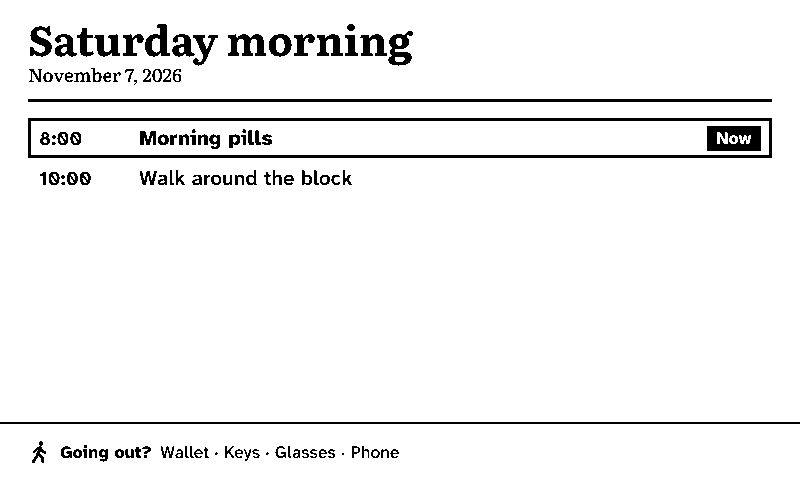 Saturday morning
November 7, 2026
8:00 Morning pills Now
10:00 Walk around the block
Going out? Wallet · Keys · Glasses · Phone